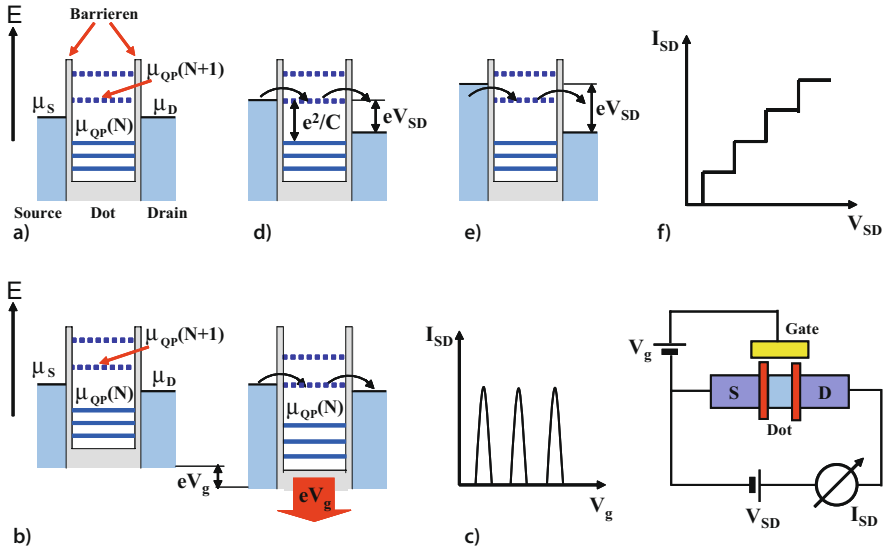 E
Barrieren
μQP(N+1)
μS
μD
μQP(N)
Source
Dot
Drain
a)
e²/C
eVSD
d)
eVSD
e)
ISD
VSD
f)
E
μQP(N+1)
μS
μD
μQP(N)
eVg
b)
μQP(N)
eVg
ISD
Vg
c)
Gate
Vg
S
D
Dot
VSD
ISD